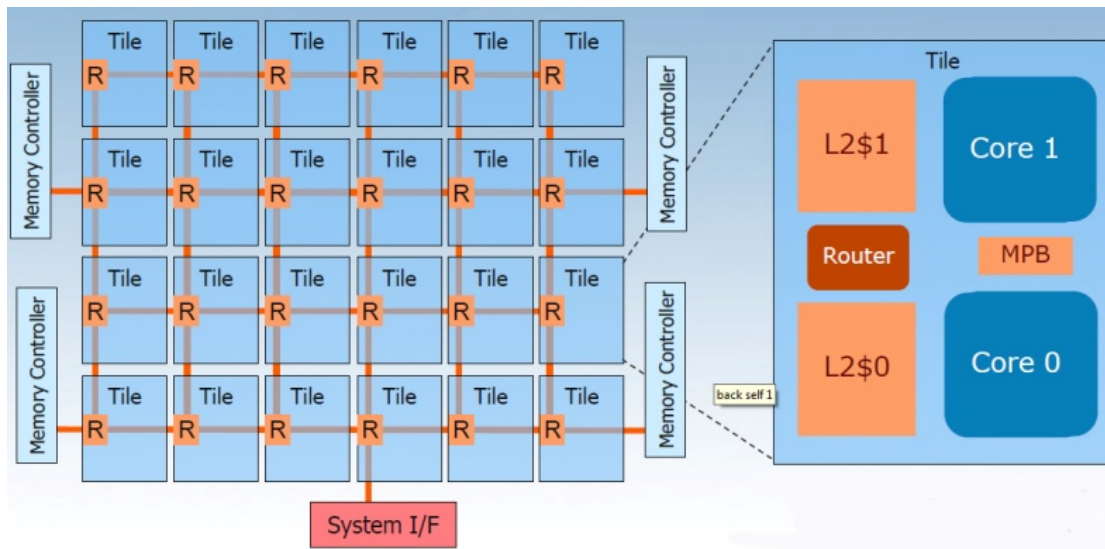 Tile Tile Tile Tile Tile Tile
R R R R R R
Memory Controller
Memory Controller
Tile Tile Tile Tile Tile Tile
R R R R R R
Tile Tile Tile Tile Tile Tile
R R R R R R
Memory Controller
Memory Controller
Tile Tile Tile Tile Tile Tile
R R R R R R
System I/F
Tile
L2$1
Core 1
Router
MPB
L2$0
Core 0
back self 1